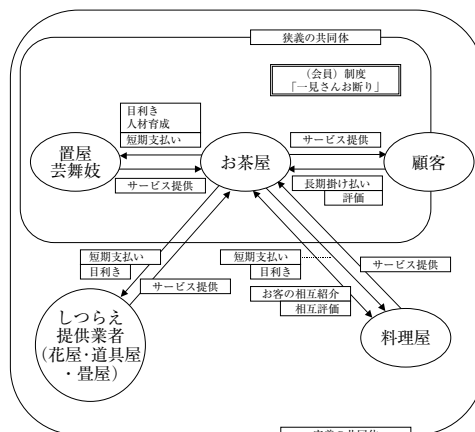 狭義の共同体
（会員）制度
「一見さんお断り」
目利き
人材育成
短期支払い
サービス提供
置屋
芸舞妓
お茶屋
顧客
サービス提供
長期掛け払い
評価
短期支払い
目利き
サービス提供
短期支払い
目利き
サービス提供
お客の相互紹介
相互評価
しつらえ
提供業者
（花屋・道具屋
・畳屋）
料理屋